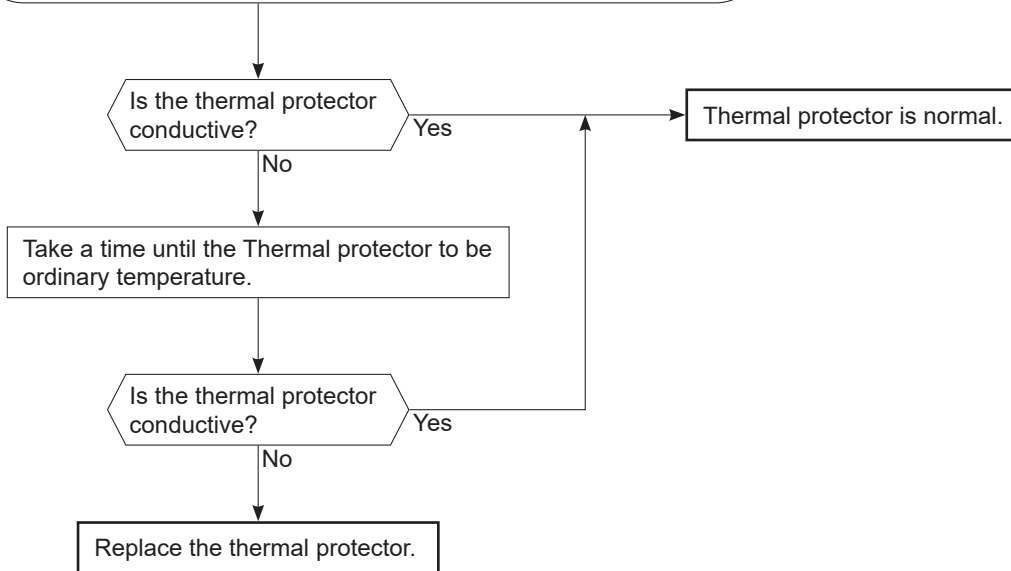 Is the thermal protector
conductive?
Yes
Thermal protector is normal.
No
Take a time until the Thermal protector to be
ordinary temperature.
Is the thermal protector
conductive?
Yes
No
Replace the thermal protector.